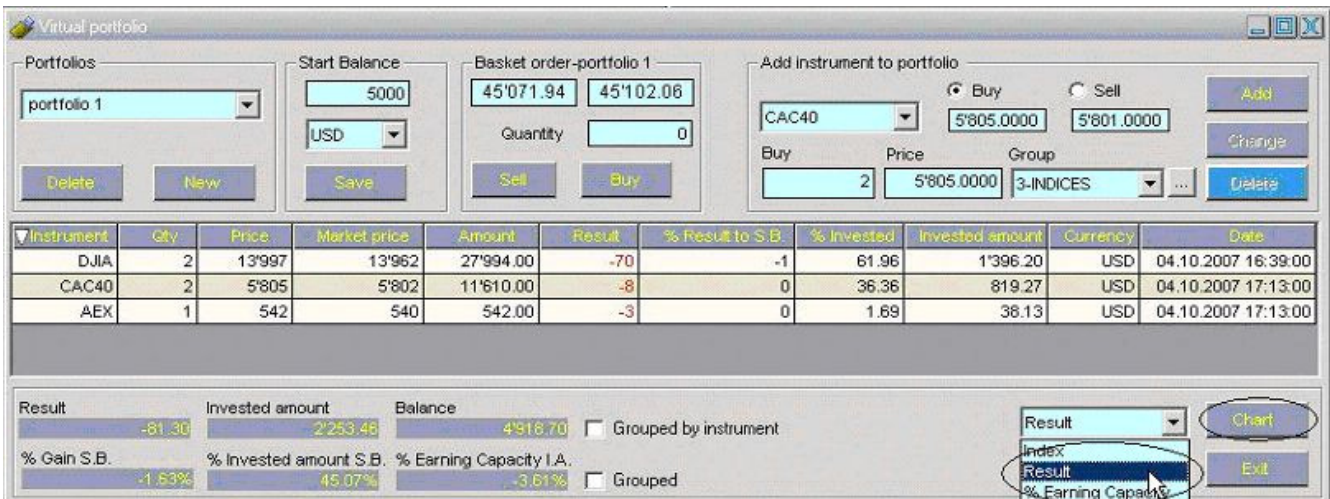 Virtual portfolio
Portfolios Start Balance Basket order-portfolio 1 Add instrument to portfolio
portfolio 1 5000 45'071.94 45'102.06 CAC40 Buy Sell Add
USD Quantity 0 5'805.0000 5'801.0000 Change
Buy Price Group
Delete New Save Sell Buy 2 5'805.0000 3-INDICES ... Delete
Instrument Qty Price Market price Amount Result % Result to S.B. % Invested Invested amount Currency Date
DJIA 2 13'997 13'962 27'994.00 -70 -1 61.96 1'396.20 USD 04.10.2007 16:39:00
CAC40 2 5'805 5'802 11'610.00 -8 0 36.36 819.27 USD 04.10.2007 17:13:00
AEX 1 542 540 542.00 -3 0 1.69 38.13 USD 04.10.2007 17:13:00
Result Invested amount Balance
-81.30 2'253.46 4'918.70 Grouped by instrument Result Chart
% Gain S.B. % Invested amount S.B. % Earning Capacity I.A. Index
-1.63% 45.07% -3.61% Grouped Result Exit
% Earning Capacity